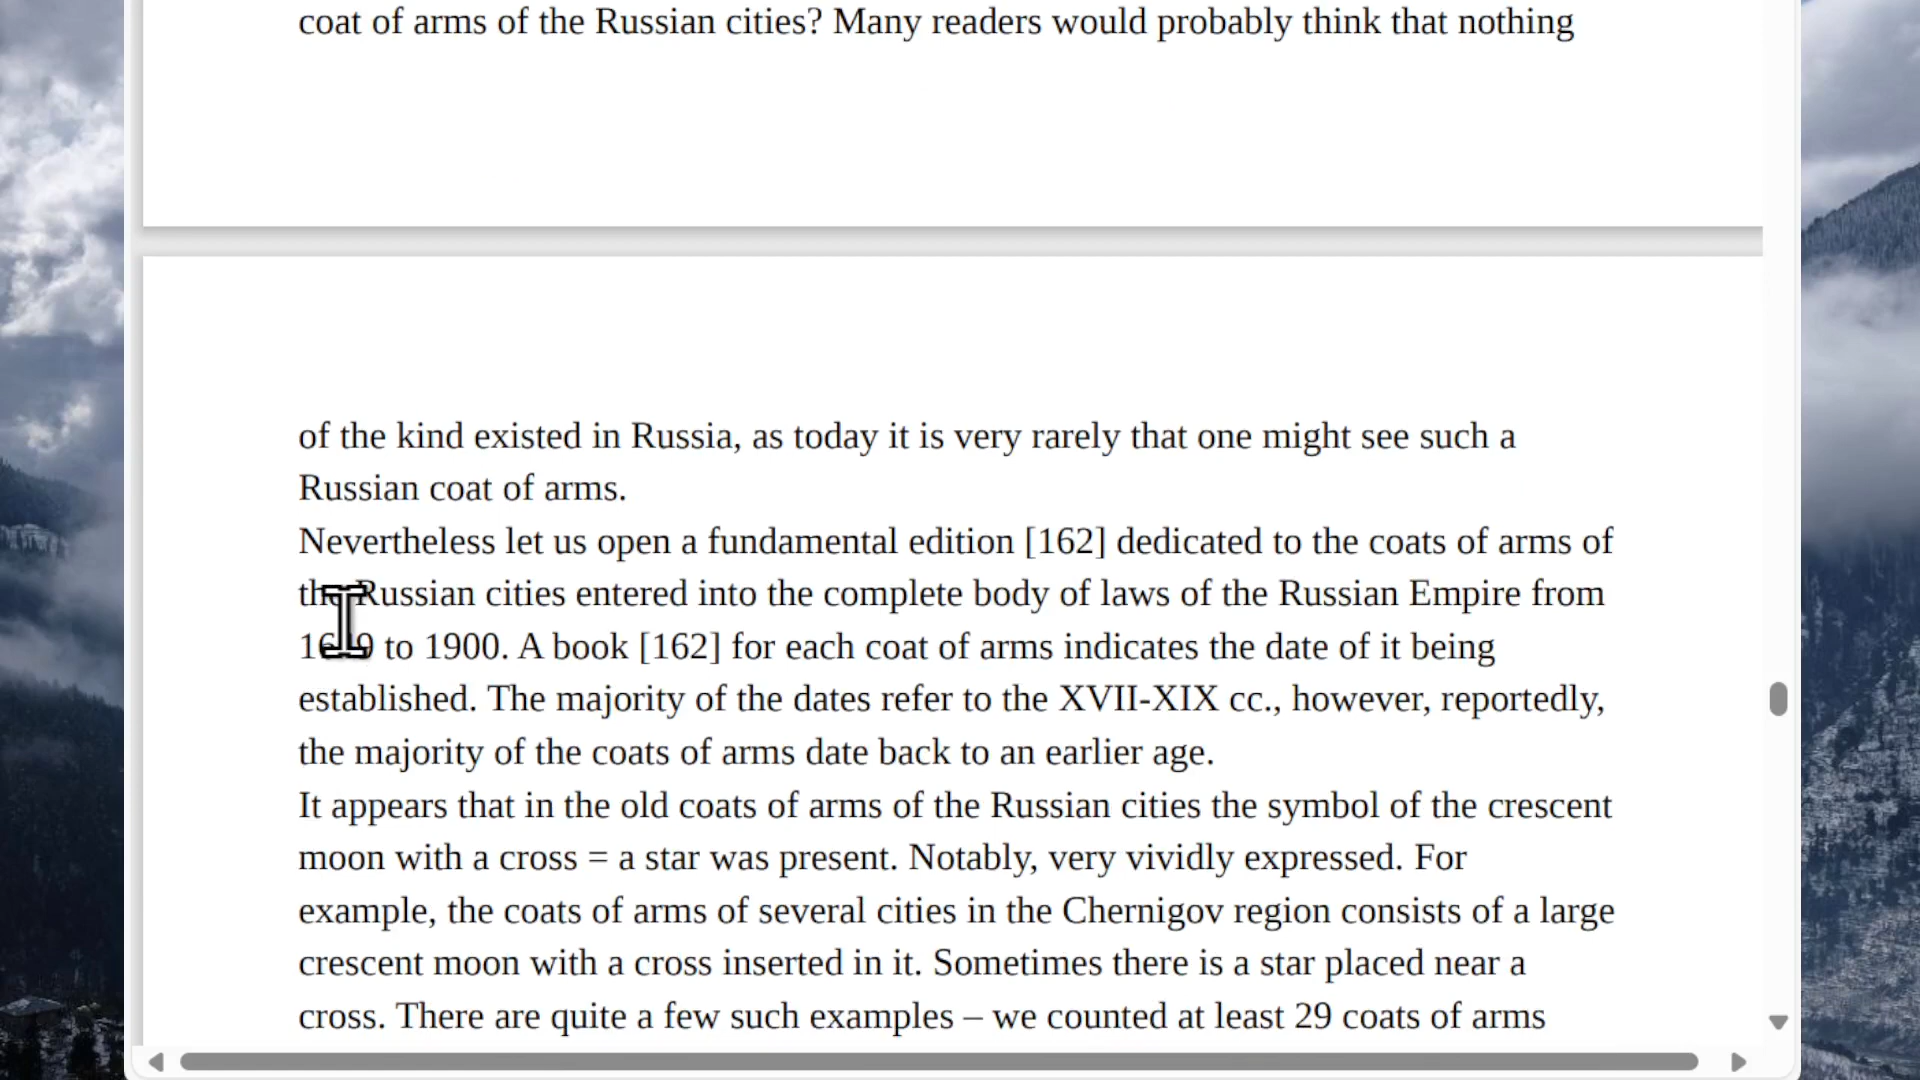 coat of arms of the Russian cities? Many readers would probably think that nothing
of the kind existed in Russia, as today it is very rarely that one might see such a
Russian coat of arms.
Nevertheless let us open a fundamental edition [162] dedicated to the coats of arms of
the Russian cities entered into the complete body of laws of the Russian Empire from
to 1900. A book [162] for each coat of arms indicates the date of it being
established. The majority of the dates refer to the XVII-XIX cc., however, reportedly,
the majority of the coats of arms date back to an earlier age.
It appears that in the old coats of arms of the Russian cities the symbol of the crescent
moon with a cross = a star was present. Notably, very vividly expressed. For
example, the coats of arms of several cities in the Chernigov region consists of a large
crescent moon with a cross inserted in it. Sometimes there is a star placed near a
cross. There are quite a few such examples – we counted at least 29 coats of arms